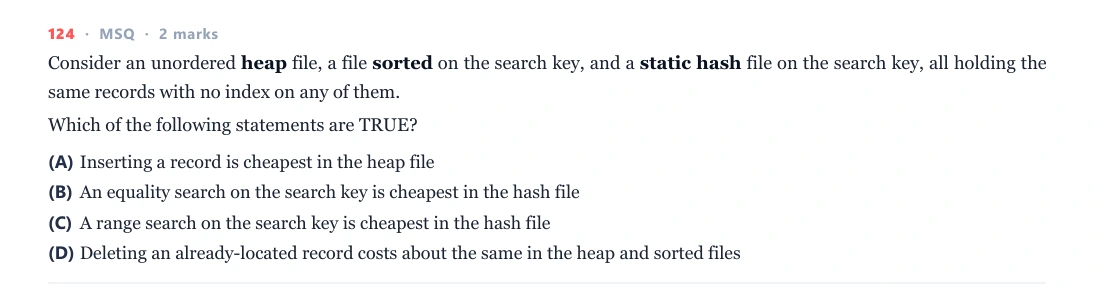 124 · MSQ · 2 marks
Consider an unordered heap file, a file sorted on the search key, and a static hash file on the search key, all holding the
same records with no index on any of them.
Which of the following statements are TRUE?
(A) Inserting a record is cheapest in the heap file
(B) An equality search on the search key is cheapest in the hash file
(C) A range search on the search key is cheapest in the hash file
(D) Deleting an already-located record costs about the same in the heap and sorted files